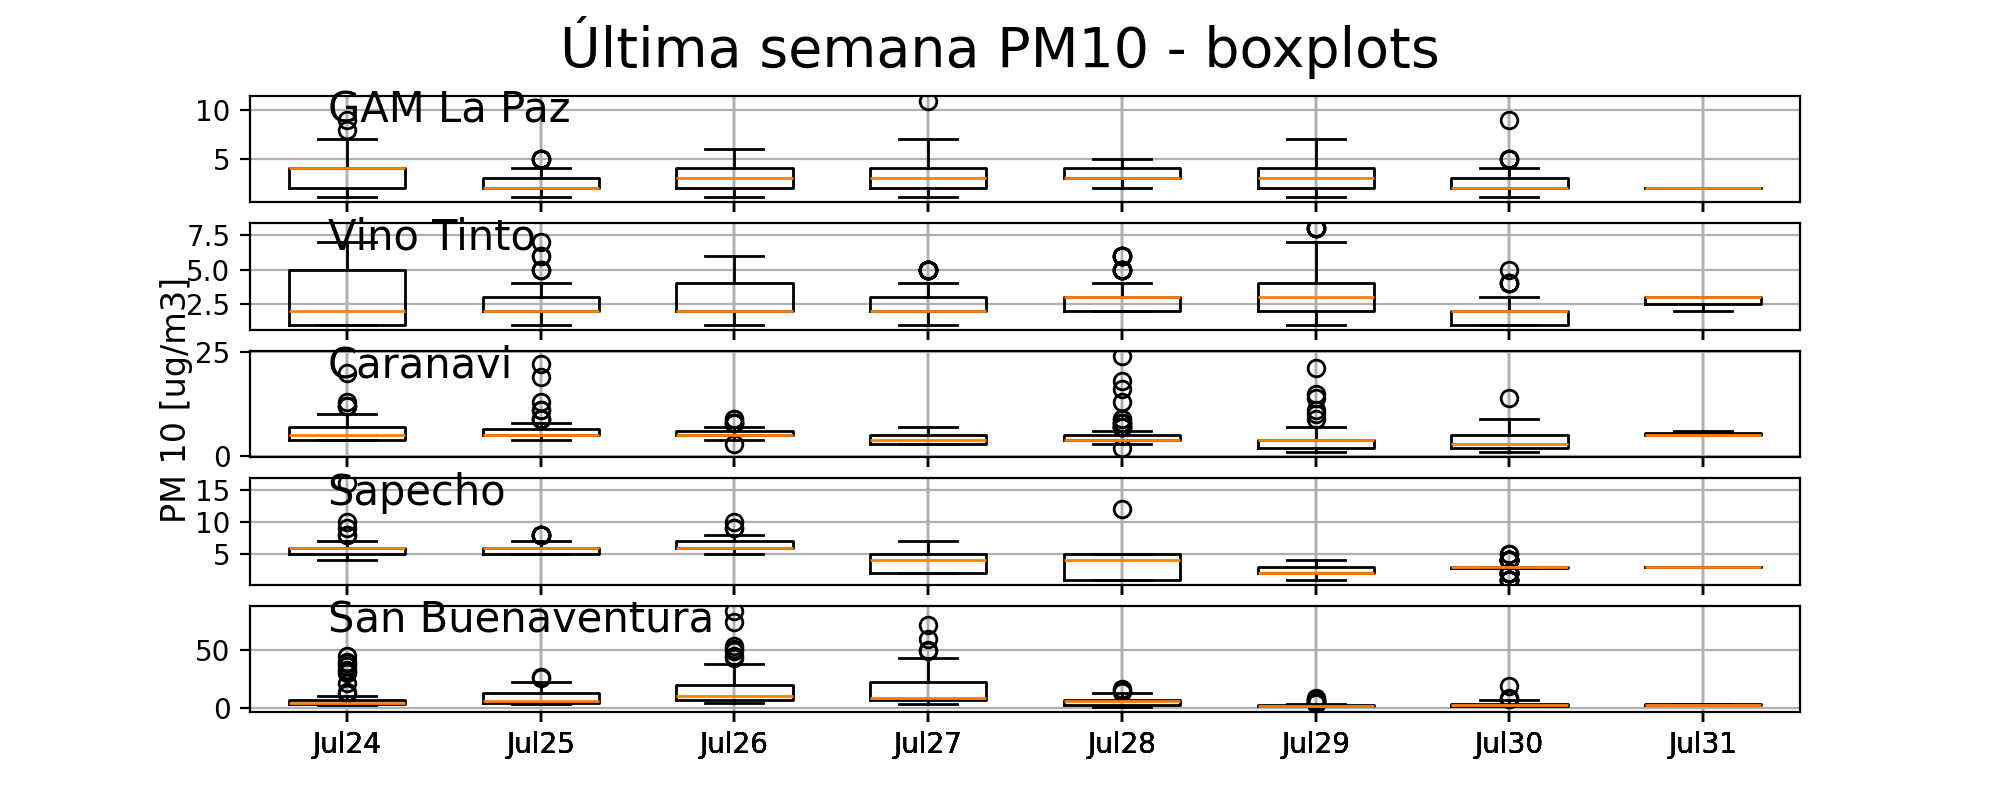 Última semana PM10 - boxplots
GAM La Paz
10
5
Vino Tinto
7.5
5.0
2.5
PM 10 [ug/m3]
Caranavi
25
0
Sapecho
15
10
5
San Buenaventura
50
0
Jul24 Jul25 Jul26 Jul27 Jul28 Jul29 Jul30 Jul31